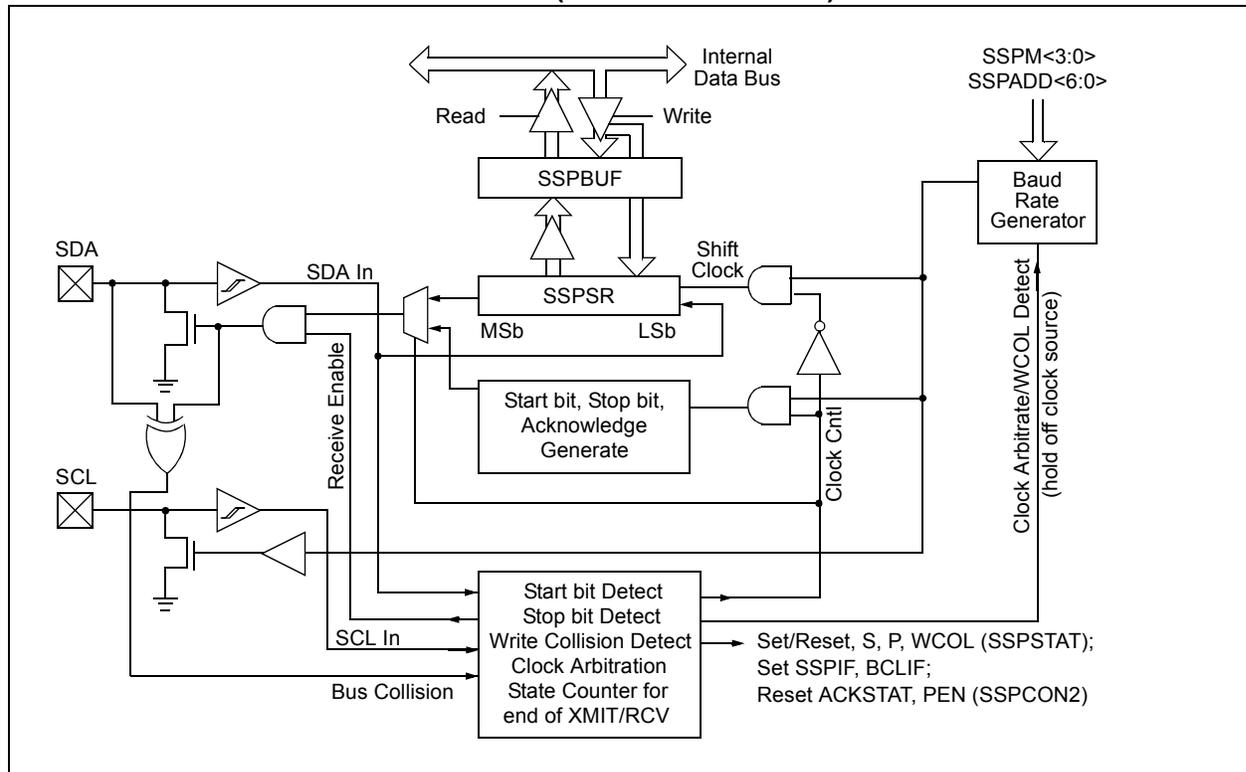 Internal
Data Bus
SSPM<3:0>
SSPADD<6:0>
Read
Write
SSPBUF
Baud
Rate
Generator
SDA
SDA In
Shift
Clock
SSPSR
MSb
LSb
Start bit, Stop bit,
Acknowledge
Generate
Receive Enable
Clock Cntl
Clock Arbitrate/WCOL Detect
(hold off clock source)
SCL
SCL In
Bus Collision
Start bit Detect
Stop bit Detect
Write Collision Detect
Clock Arbitration
State Counter for
end of XMIT/RCV
Set/Reset, S, P, WCOL (SSPSTAT);
Set SSPIF, BCLIF;
Reset ACKSTAT, PEN (SSPCON2)